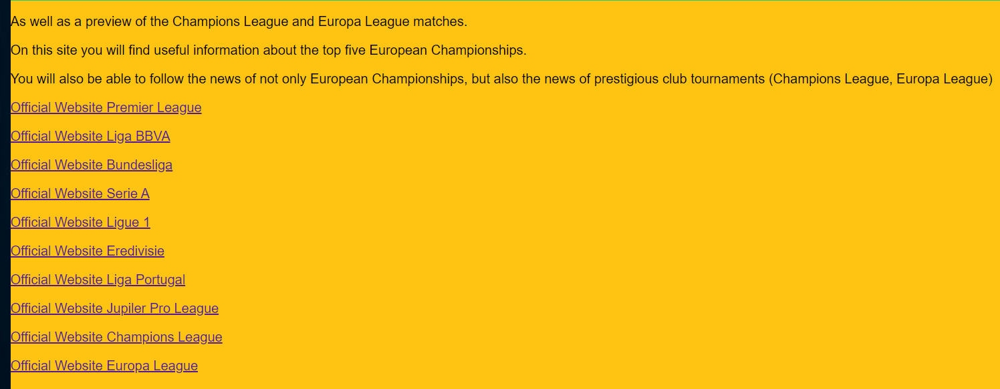 As well as a preview of the Champions League and Europa League matches.
On this site you will find useful information about the top five European Championships.
You will also be able to follow the news of not only European Championships, but also the news of prestigious club tournaments (Champions League, Europa League)
Official Website Premier League
Official Website Liga BBVA
Official Website Bundesliga
Official Website Serie A
Official Website Ligue 1
Official Website Eredivisie
Official Website Liga Portugal
Official Website Jupiler Pro League
Official Website Champions League
Official Website Europa League